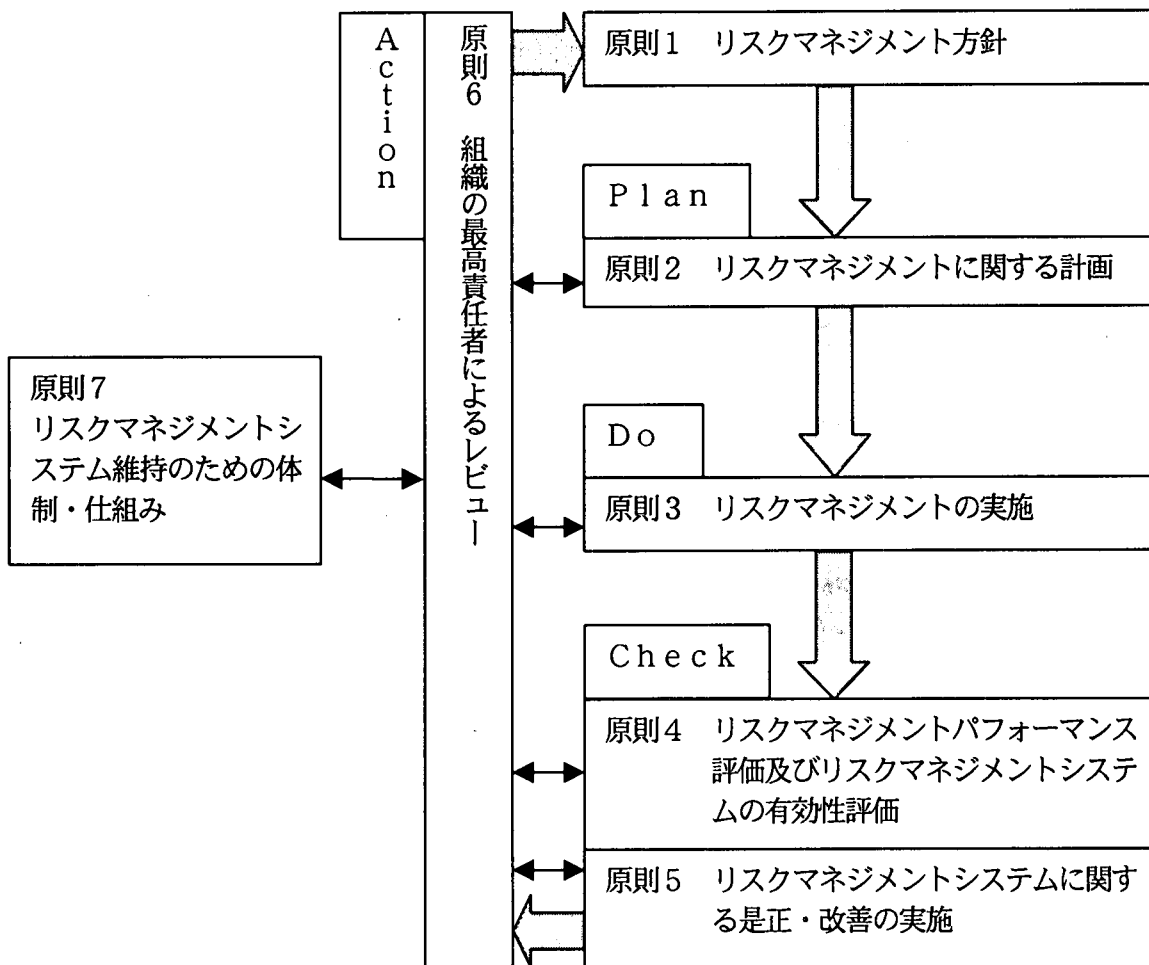 Action
原則6 組織の最高責任者によるレビュー
原則1 リスクマネジメント方針
Plan
原則2 リスクマネジメントに関する計画
原則7
リスクマネジメントシ
ステム維持のための体
制・仕組み
Do
原則3 リスクマネジメントの実施
Check
原則4 リスクマネジメントパフォーマンス
評価及びリスクマネジメントシステ
ムの有効性評価
原則5 リスクマネジメントシステムに関す
る是正・改善の実施